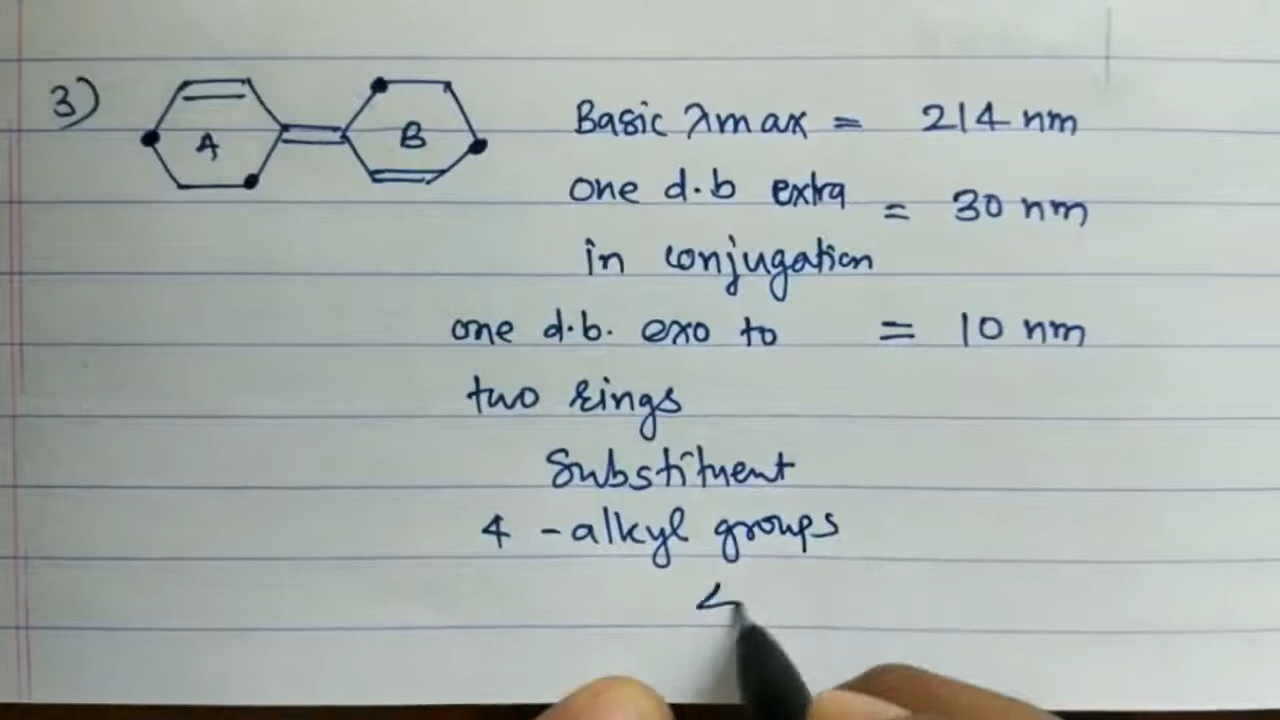 3)
A
B
Basic λmax = 214 nm
one d.b extra = 30 nm
in conjugation
one d.b. exo to = 10 nm
two rings
Substituent
4 - alkyl groups